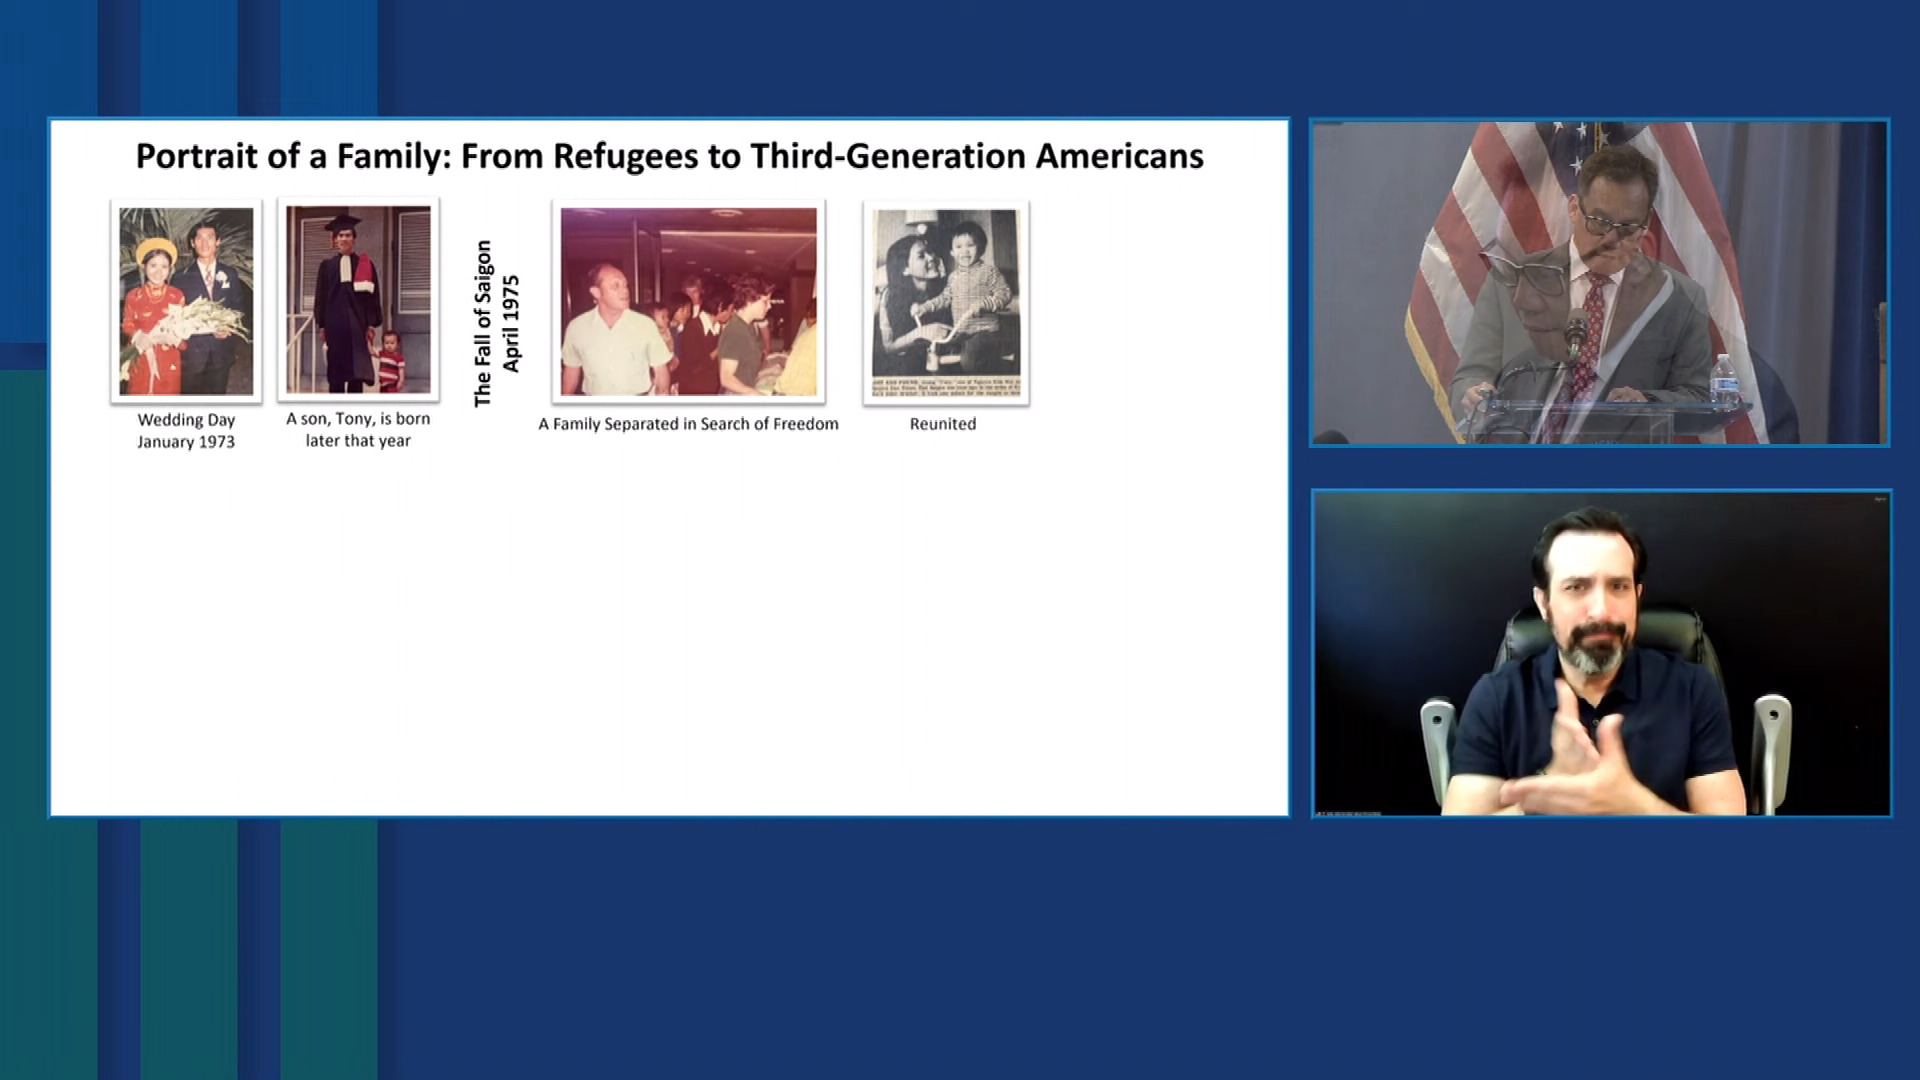 Portrait of a Family: From Refugees to Third-Generation Americans
Wedding Day
January 1973
A son, Tony, is born
later that year
The Fall of Saigon
April 1975
A Family Separated in Search of Freedom
Reunited